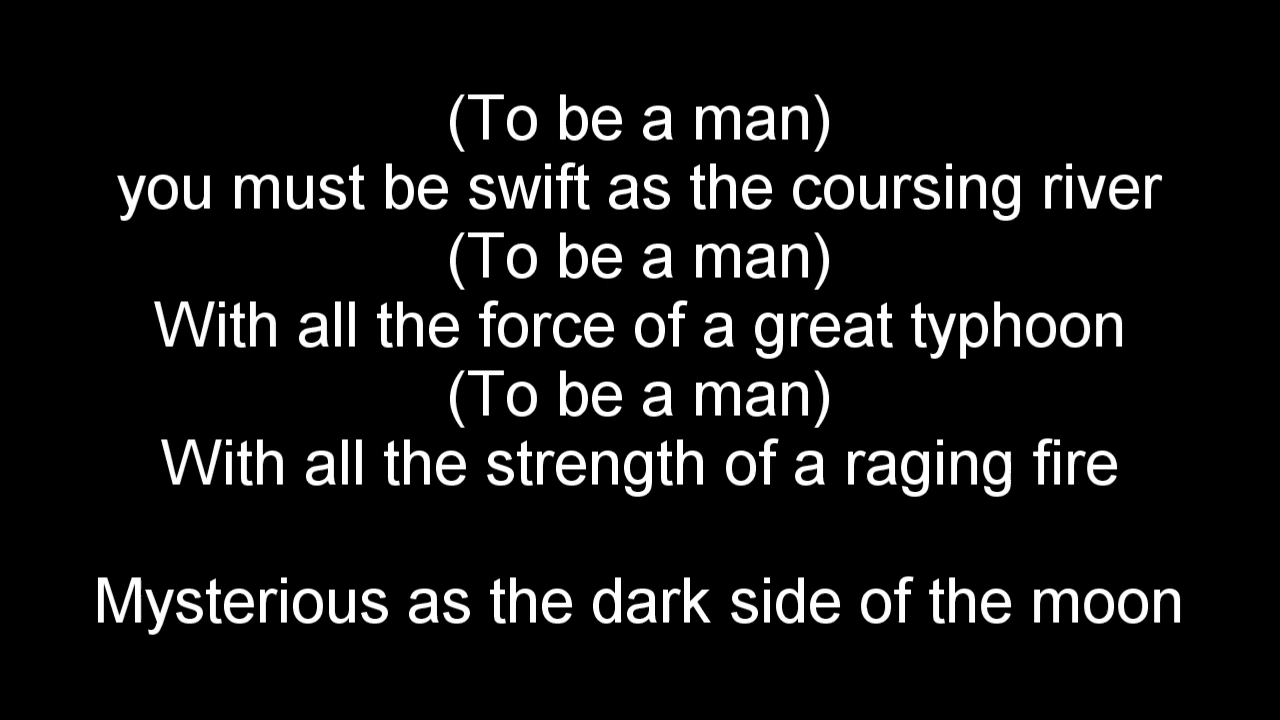 (To be a man)
you must be swift as the coursing river
(To be a man)
With all the force of a great typhoon
(To be a man)
With all the strength of a raging fire
Mysterious as the dark side of the moon